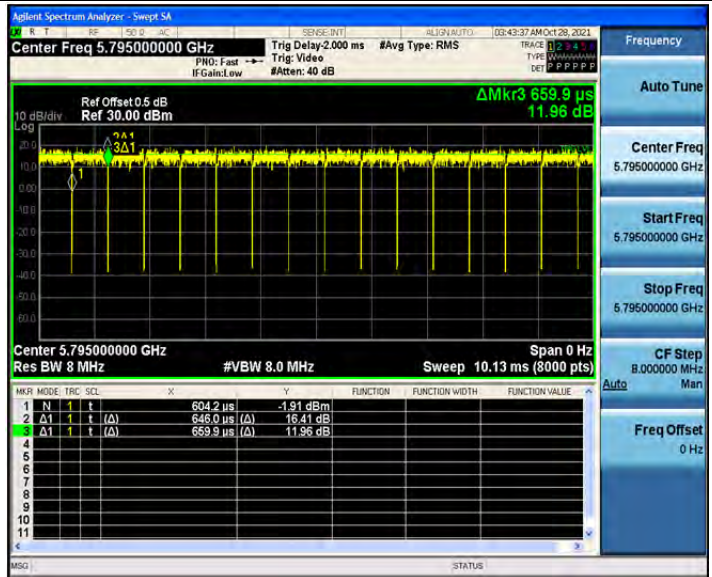 Agilent Spectrum Analyzer - Swept SA
R T RF 50 Ω AC SENSE:INT ALIGN AUTO 03:43:37 AM Oct 28, 2021
Center Freq 5.795000000 GHz
PNO: Fast
IFGain:Low
Trig Delay-2.000 ms
Trig: Video
#Atten: 40 dB
#Avg Type: RMS
TRACE 1 2 3 4 5 6
TYPE
DET P P P P P P
Frequency
Auto Tune
Center Freq
5.795000000 GHz
Start Freq
5.795000000 GHz
Stop Freq
5.795000000 GHz
CF Step
8.000000 MHz
Auto Man
Freq Offset
0 Hz
ΔMkr3 659.9 µs
11.96 dB
Ref Offset 0.5 dB
10 dB/div Ref 30.00 dBm
Log
20.0
10.0
0.00
-10.0
-20.0
-30.0
-40.0
-50.0
-60.0
2Δ1
3Δ1
1
Center 5.795000000 GHz Span 0 Hz
Res BW 8 MHz #VBW 8.0 MHz Sweep 10.13 ms (8000 pts)
MKR MODE TRC SCL X Y FUNCTION FUNCTION WIDTH FUNCTION VALUE
1 N 1 t 604.2 µs -1.91 dBm
2 Δ1 1 t (Δ) 646.0 µs (Δ) 16.41 dB
3 Δ1 1 t (Δ) 659.9 µs (Δ) 11.96 dB
4
5
6
7
8
9
10
11
MSG STATUS